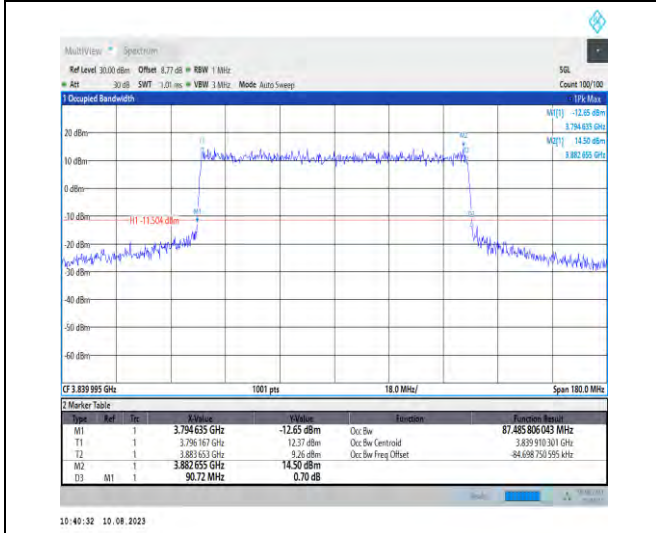 MultiView Spectrum
Ref Level 30.00 dBm Offset 8.77 dB RBW 1 MHz SGL
Att 30 dB SWT 1.01 ms VBW 3 MHz Mode Auto Sweep Count 100/100
1 Occupied Bandwidth 1Pk Max
M1[1] -12.65 dBm
3.794 635 GHz
M2[1] 14.50 dBm
3.882 655 GHz
20 dBm
10 dBm
0 dBm
-10 dBm
H1 -11.504 dBm
M1
M2
T1
-20 dBm
-30 dBm
-40 dBm
-50 dBm
-60 dBm
CF 3.839 995 GHz 1001 pts 18.0 MHz/ Span 180.0 MHz
2 Marker Table
Type Ref Trc X-Value Y-Value Function Function Result
M1 1 3.794 635 GHz -12.65 dBm Occ Bw 87.485 806 043 MHz
T1 1 3.796 167 GHz 12.37 dBm Occ Bw Centroid 3.839 910 301 GHz
T2 1 3.883 653 GHz 9.26 dBm Occ Bw Freq Offset -84.698 750 595 kHz
M2 1 3.882 655 GHz 14.50 dBm
D3 M1 1 90.72 MHz 0.70 dB
10:40:32 10.08.2023